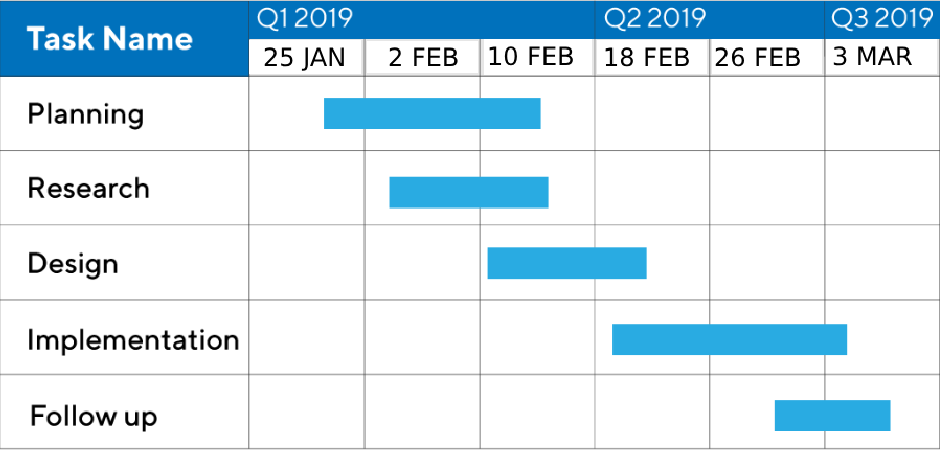 Task Name
Q1 2019 Q2 2019 Q3 2019
25 JAN 2 FEB 10 FEB 18 FEB 26 FEB 3 MAR
Planning
Research
Design
Implementation
Follow up